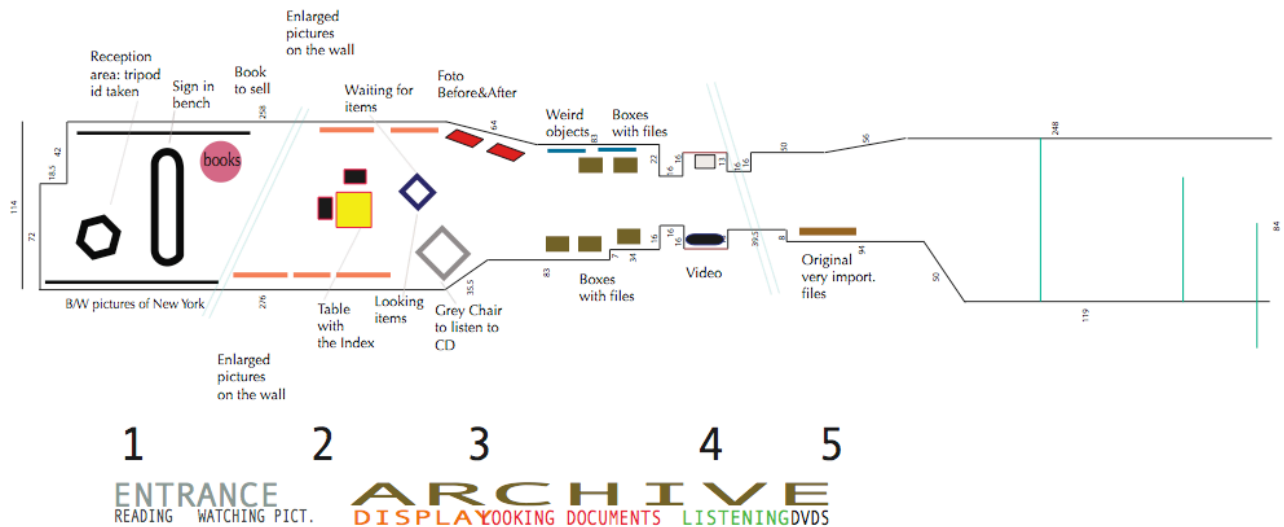 Enlarged
pictures
on the wall
Reception
area: tripod
id taken
Sign in
bench
Book
to sell
Waiting for
items
Foto
Before&After
Weird
objects
Boxes
with files
258
64
83
22
16
16
13
16
16
50
56
248
114
18.5
42
72
books
84
B/W pictures of New York
276
Table
with
the Index
Looking
items
35.5
Grey Chair
to listen to
CD
83
7
34
Boxes
with files
16
16
16
Video
39.5
8
94
Original
very import.
files
50
119
Enlarged
pictures
on the wall
1 2 3 4 5
ENTRANCE ARCHIVE
READING WATCHING PICT. DISPLAY LOOKING DOCUMENTS LISTENING DVDS